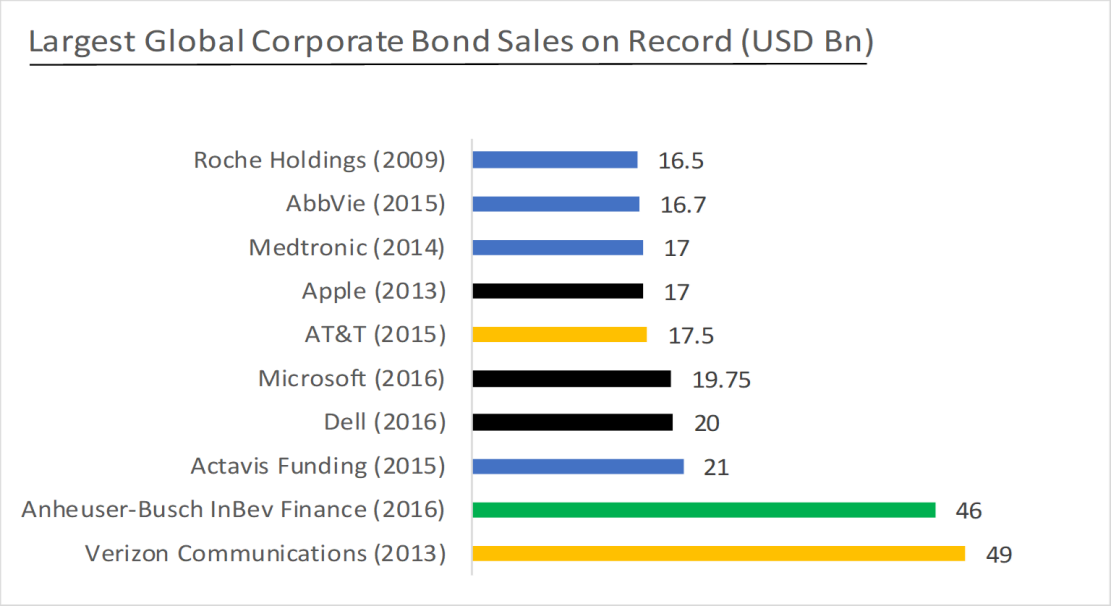 Largest Global Corporate Bond Sales on Record (USD Bn)
Roche Holdings (2009) 16.5
AbbVie (2015) 16.7
Medtronic (2014) 17
Apple (2013) 17
AT&T (2015) 17.5
Microsoft (2016) 19.75
Dell (2016) 20
Actavis Funding (2015) 21
Anheuser-Busch InBev Finance (2016) 46
Verizon Communications (2013) 49